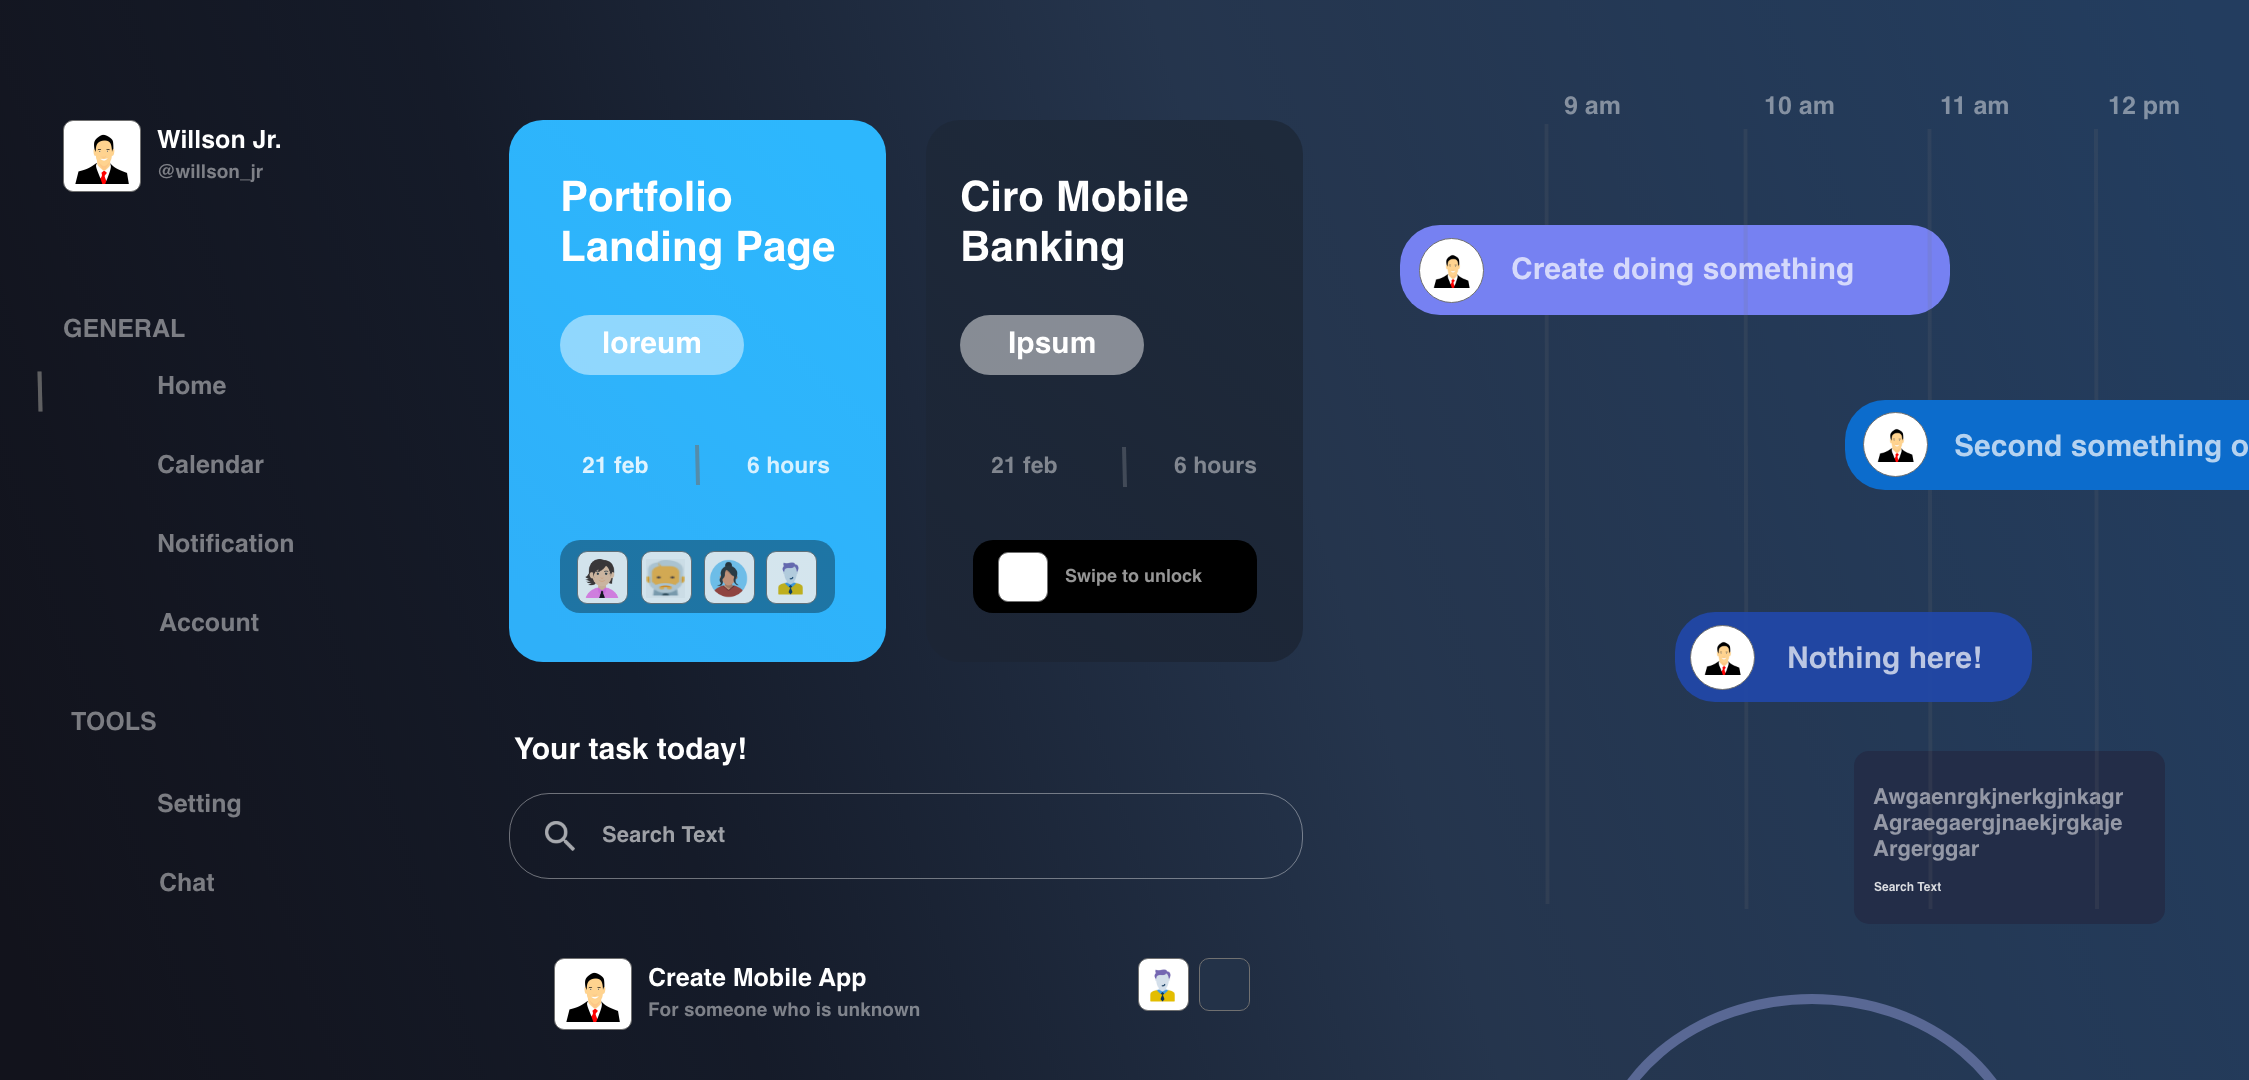 Willson Jr.
@willson_jr
GENERAL
Home
Calendar
Notification
Account
TOOLS
Setting
Chat
Portfolio
Landing Page
loreum
21 feb
6 hours
Ciro Mobile
Banking
Ipsum
21 feb
6 hours
Swipe to unlock
Your task today!
Search Text
Create Mobile App
For someone who is unknown
9 am
10 am
11 am
12 pm
Create doing something
Second something o
Nothing here!
Awgaenrgkjnerkgjnkagr
Agraegaergjnaekjrgkaje
Argerggar
Search Text